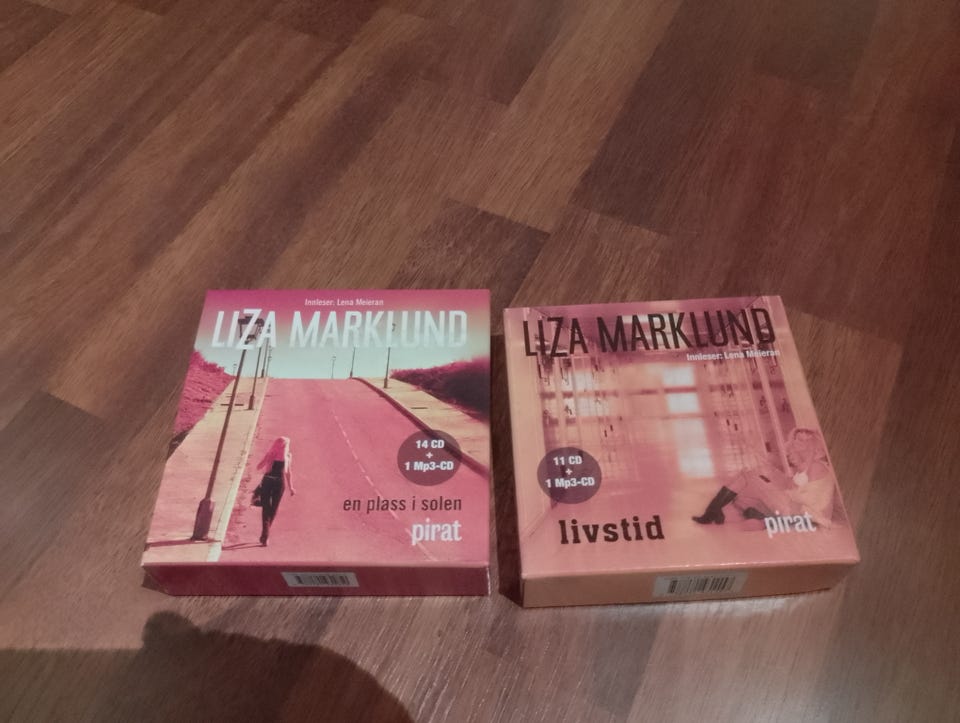 Innleser: Lena Meieran
LIZA MARKLUND
14 CD
+
1 Mp3-CD
en plass i solen
pirat
LIZA MARKLUND
Innleser: Lena Meieran
11 CD
+
1 Mp3-CD
livstid
pirat